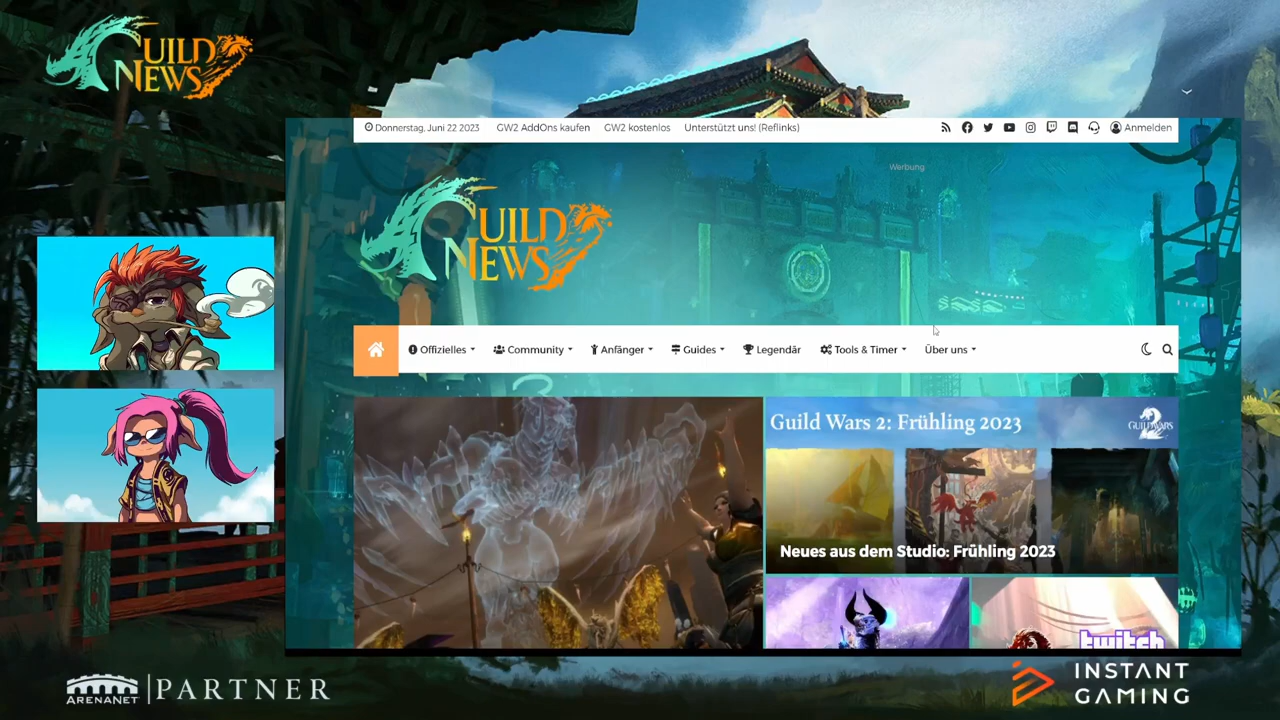 GUILD
NEWS
Donnerstag, Juni 22 2023 GW2 AddOns kaufen GW2 kostenlos Unterstützt uns! (Reflinks) Anmelden
Werbung
GUILD
NEWS
Offizielles Community Anfänger Guides Legendär Tools & Timer Über uns
Guild Wars 2: Frühling 2023
GUILD WARS
2
Neues aus dem Studio: Frühling 2023
twitch
ARENANET PARTNER
INSTANT
GAMING